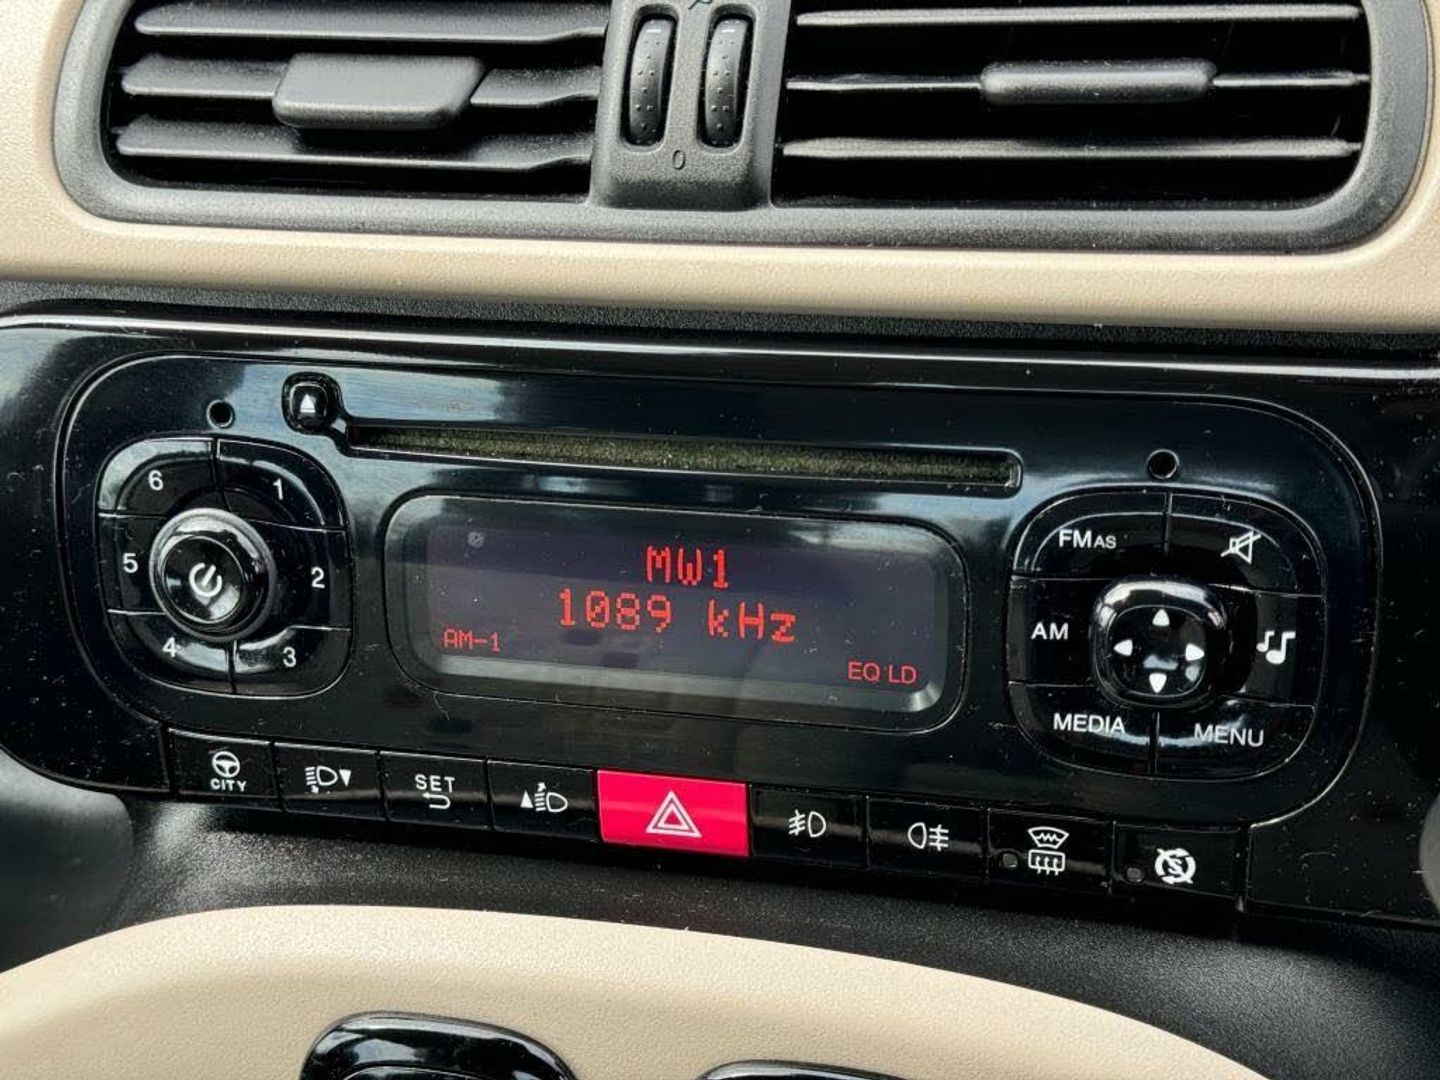 0
6 1
5 2
4 3
MW1
1089 kHz
AM-1
EQ LD
FMAS
AM
MEDIA MENU
CITY
SET
S